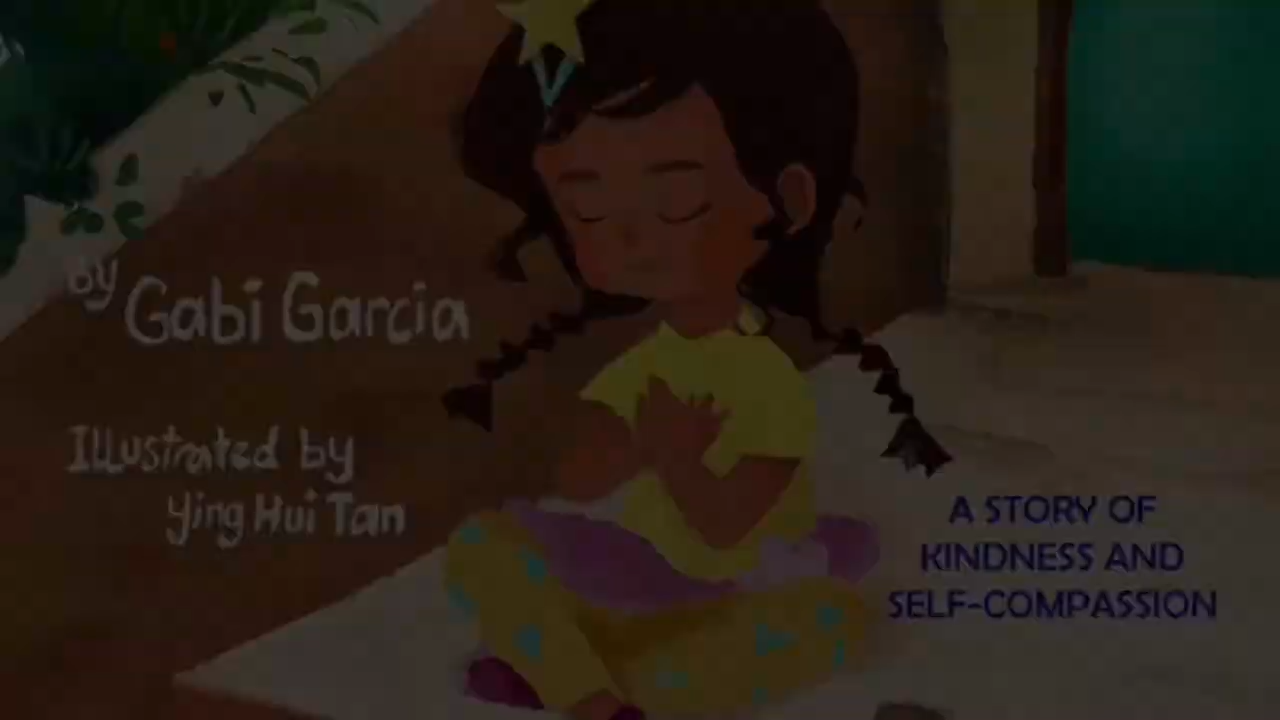 by
Gabi Garcia
Illustrated by
Ying Hui Tan
A STORY OF
KINDNESS AND
SELF-COMPASSION